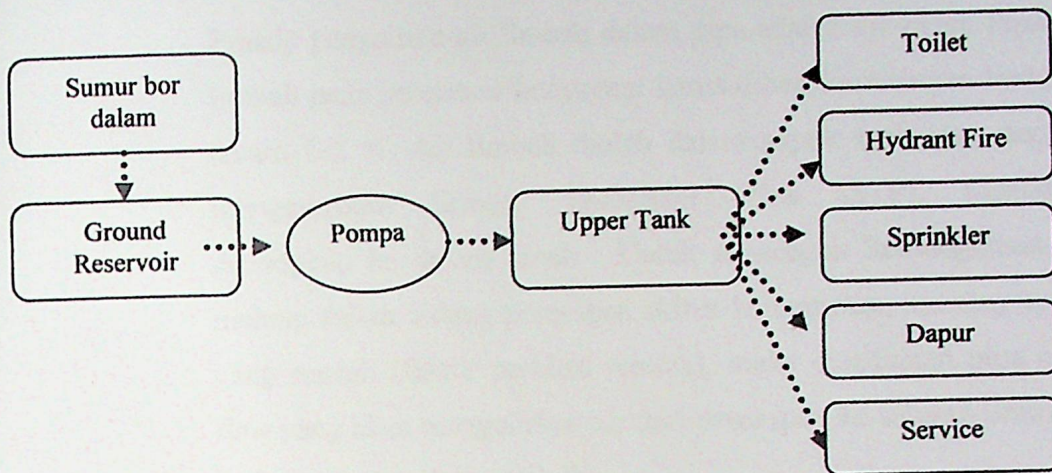 Sumur bor
dalam
Ground
Reservoir
Pompa
Upper Tank
Toilet
Hydrant Fire
Sprinkler
Dapur
Service